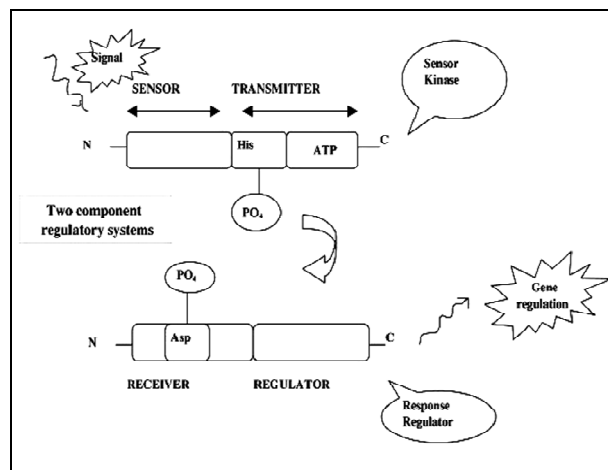 Signal
Sensor
Kinase
SENSOR TRANSMITTER
N His ATP C
PO₄
Two component
regulatory systems
PO₄
Gene
regulation
N Asp C
RECEIVER REGULATOR
Response
Regulator